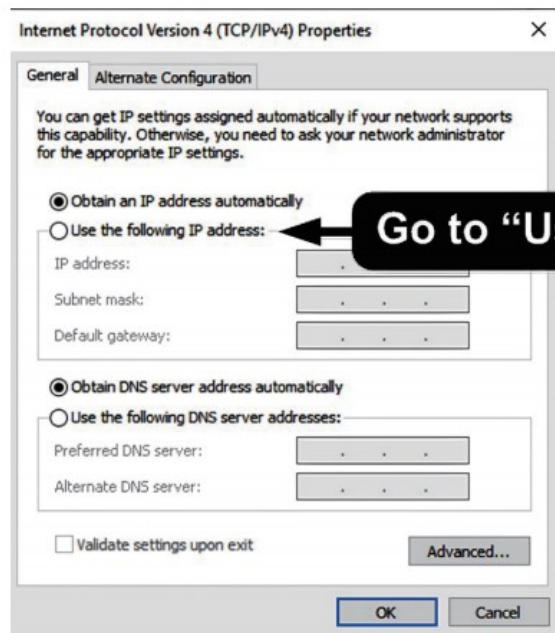 Internet Protocol Version 4 (TCP/IPv4) Properties
General
Alternate Configuration
You can get IP settings assigned automatically if your network supports
this capability. Otherwise, you need to ask your network administrator
for the appropriate IP settings.
Obtain an IP address automatically
Use the following IP address:
Go to “Us
IP address:
Subnet mask:
Default gateway:
Obtain DNS server address automatically
Use the following DNS server addresses:
Preferred DNS server:
Alternate DNS server:
Validate settings upon exit
Advanced...
OK
Cancel